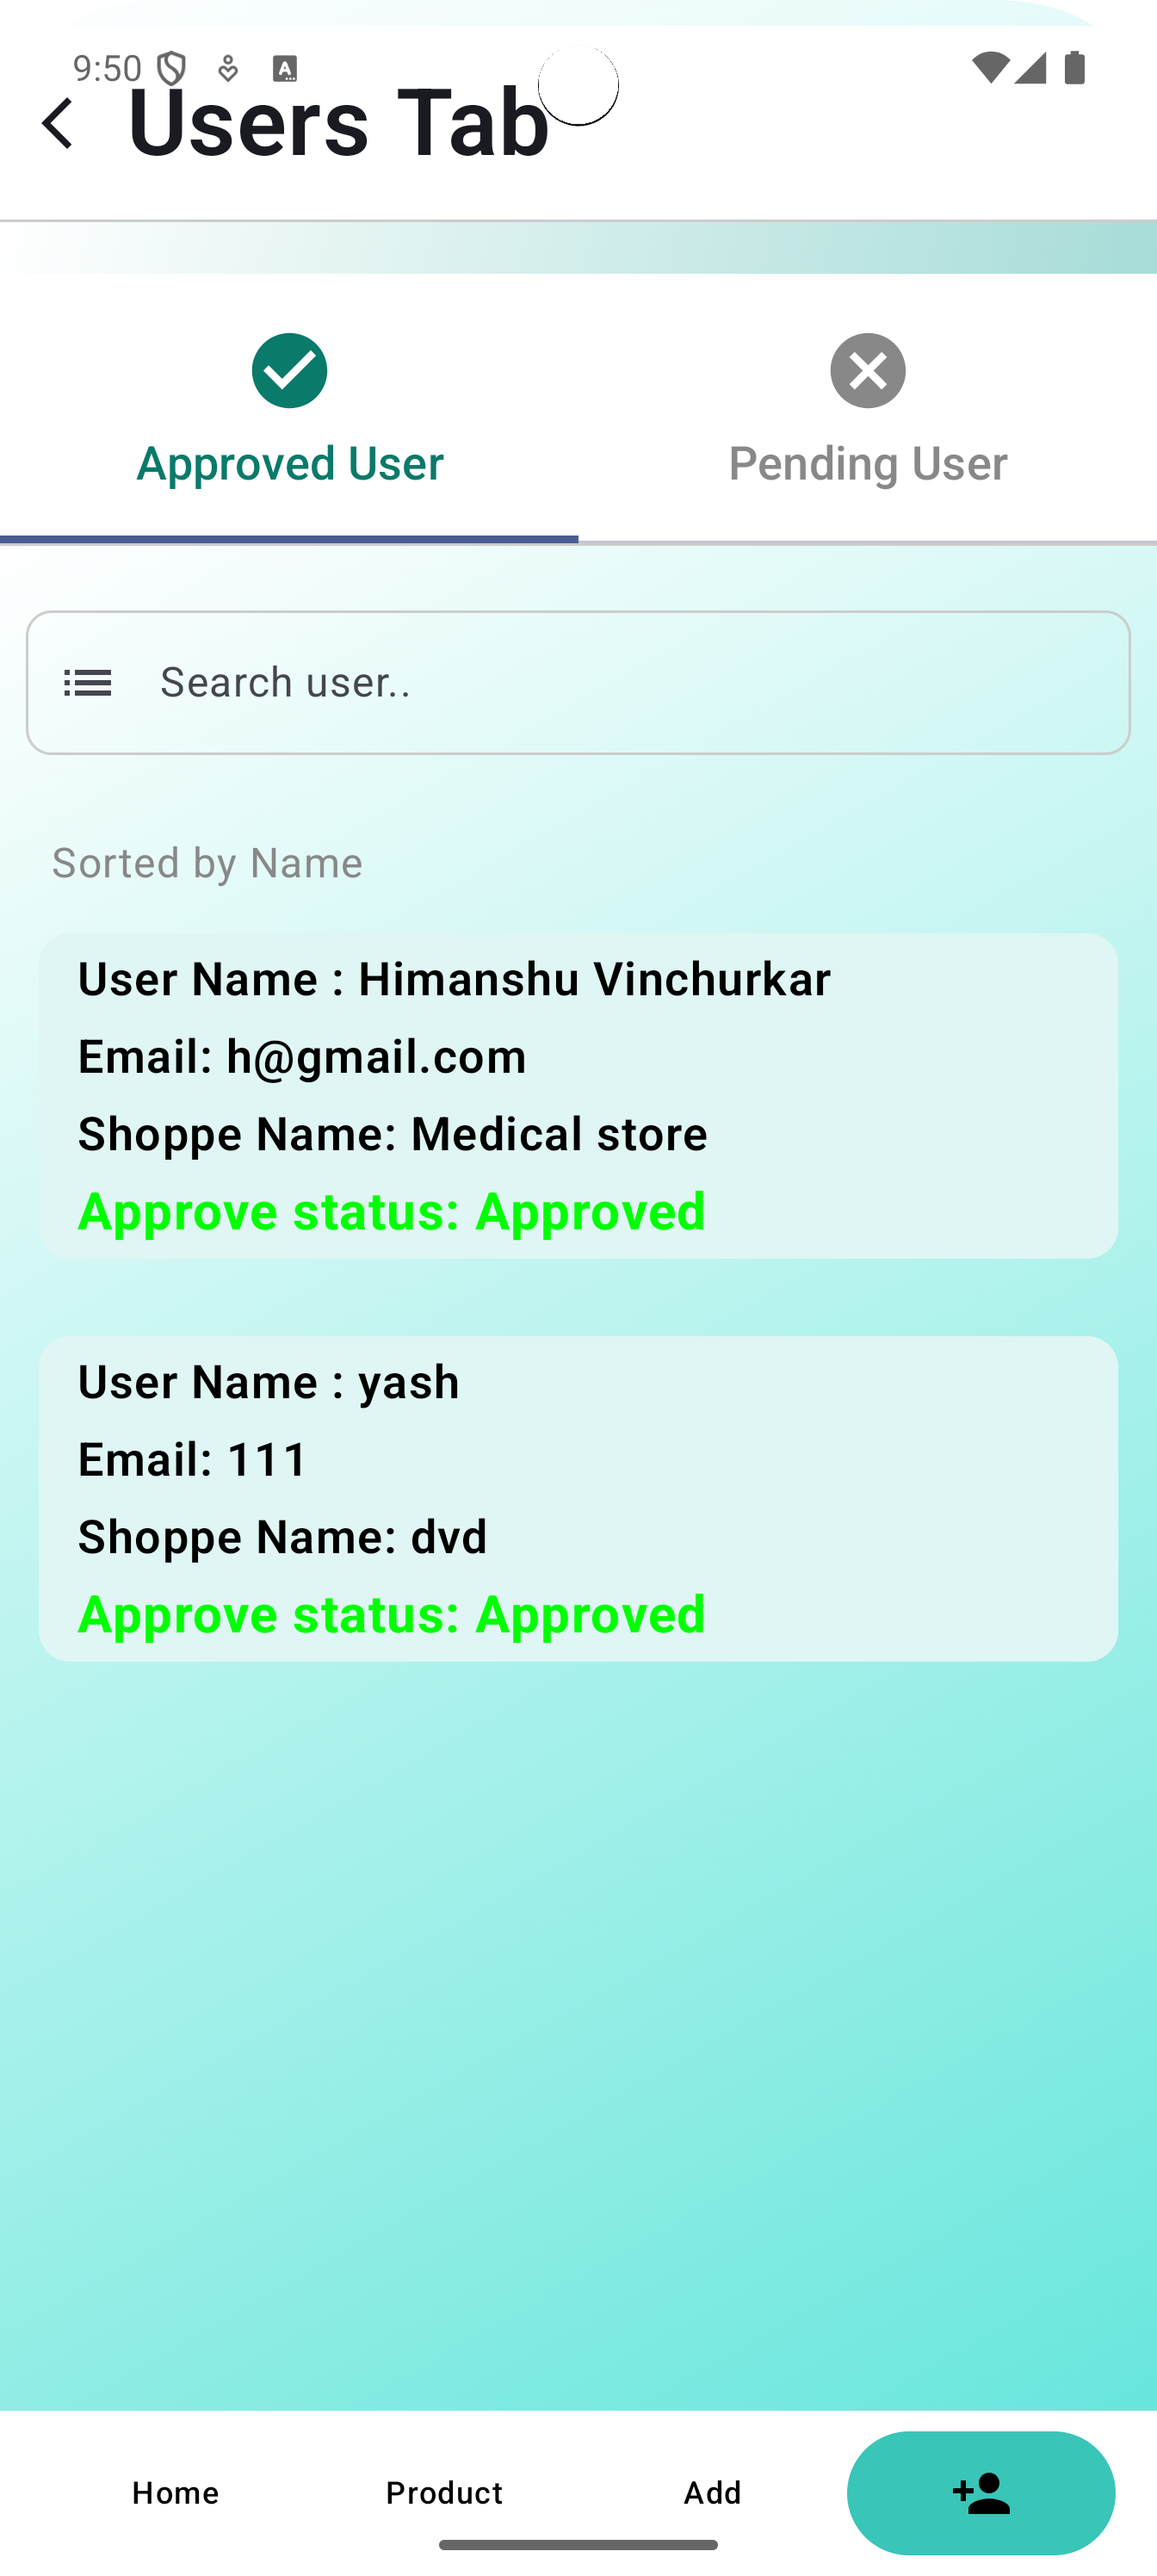 9:50
Users Tab
Approved User
Pending User
Search user..
Sorted by Name
User Name : Himanshu Vinchurkar
Email: h@gmail.com
Shoppe Name: Medical store
Approve status: Approved
User Name : yash
Email: 111
Shoppe Name: dvd
Approve status: Approved
Home Product Add